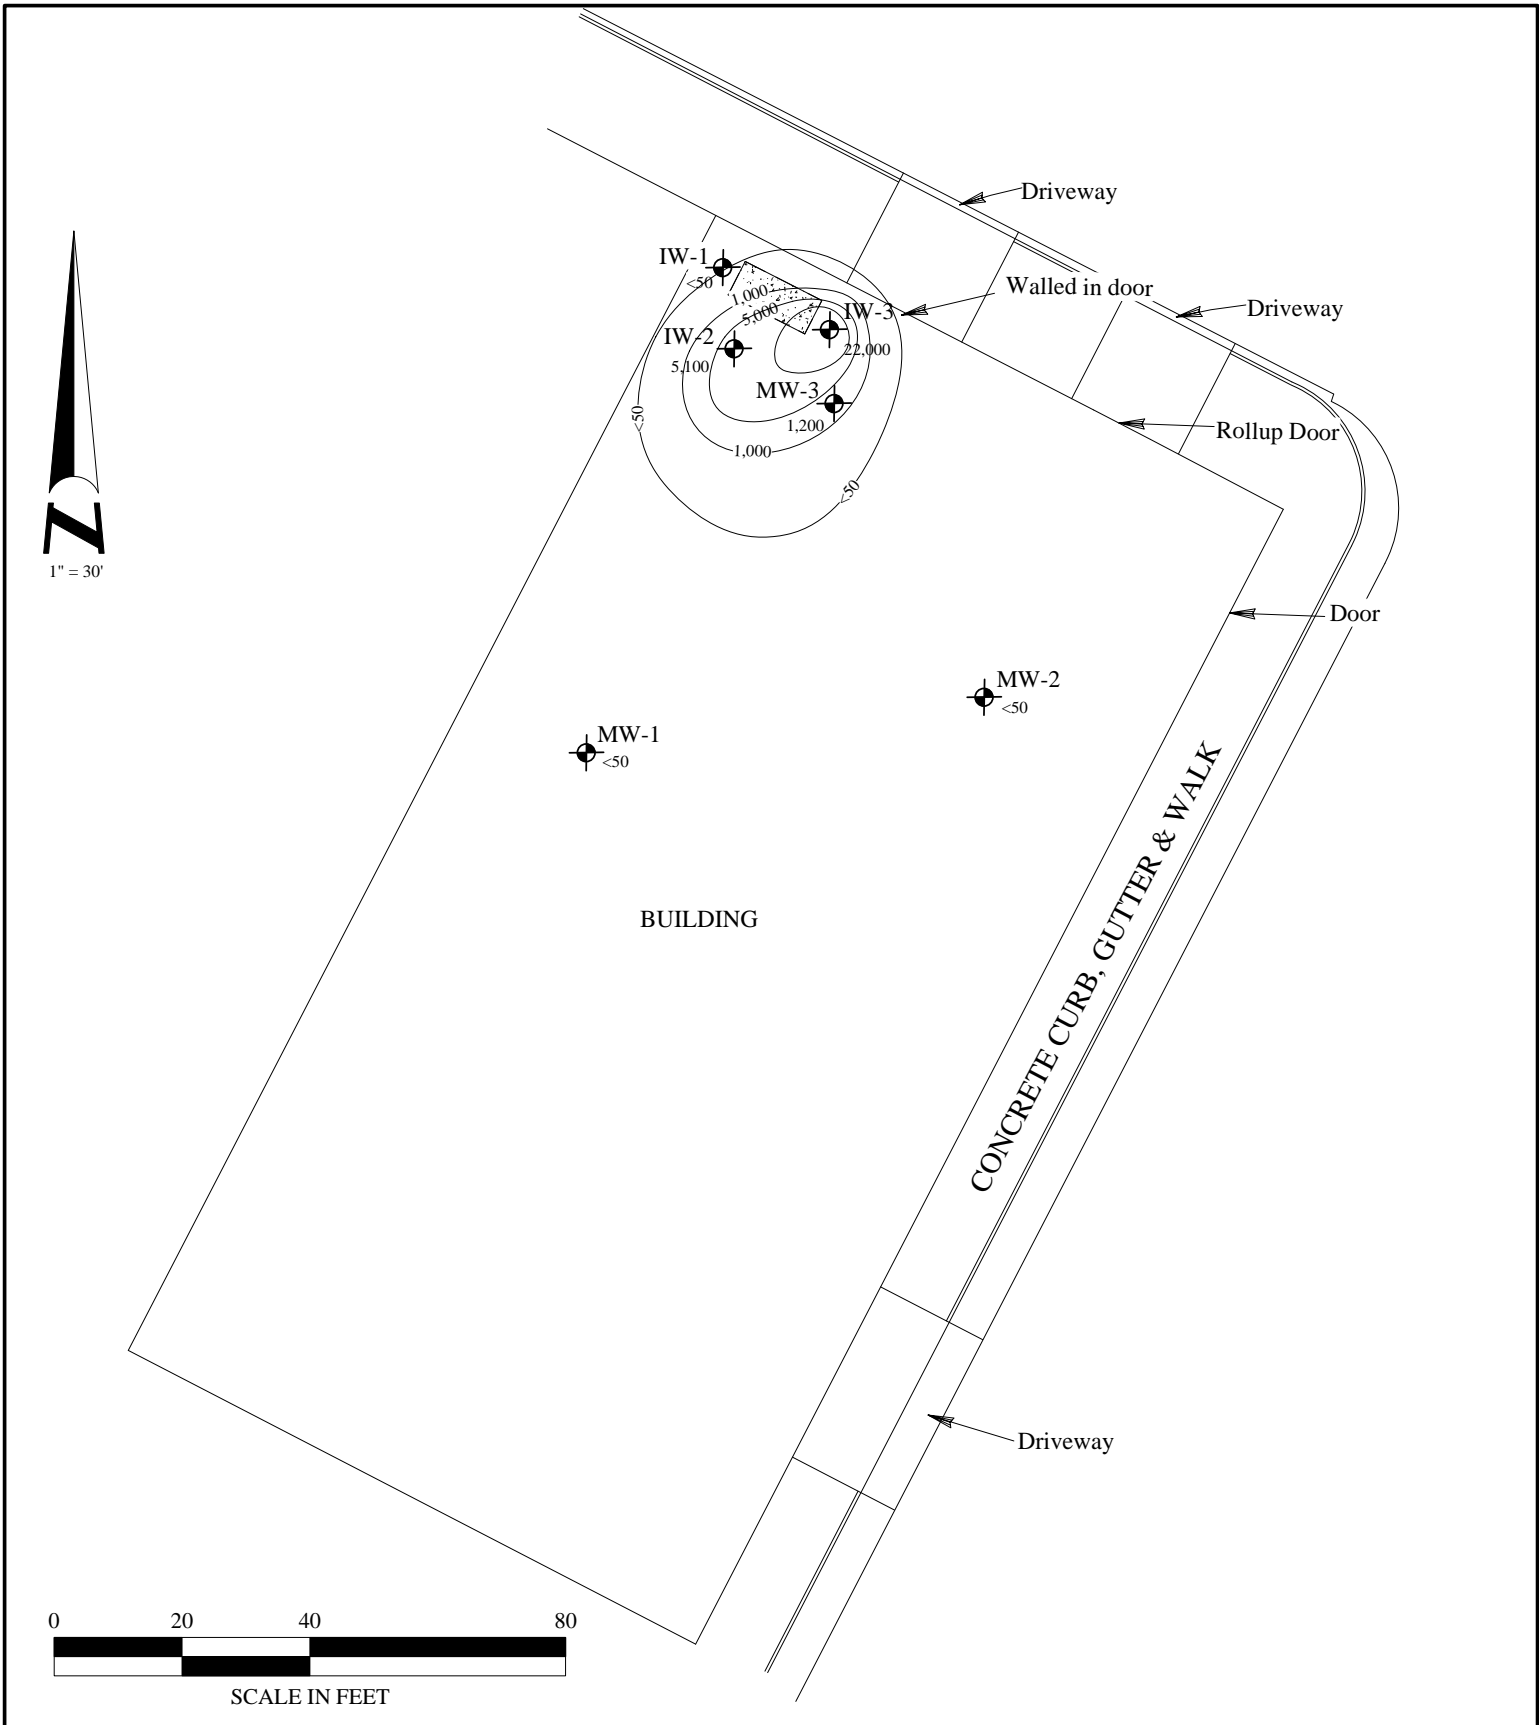 Driveway
IW-1
<50
Walled in door
1,000
Driveway
5,000
IW-3
IW-2
22,000
5,100
MW-3
<50
1,200
Rollup Door
1,000
<50
N
1" = 30'
Door
MW-2
<50
MW-1
<50
CONCRETE CURB, GUTTER & WALK
BUILDING
Driveway
0 20 40 80
SCALE IN FEET